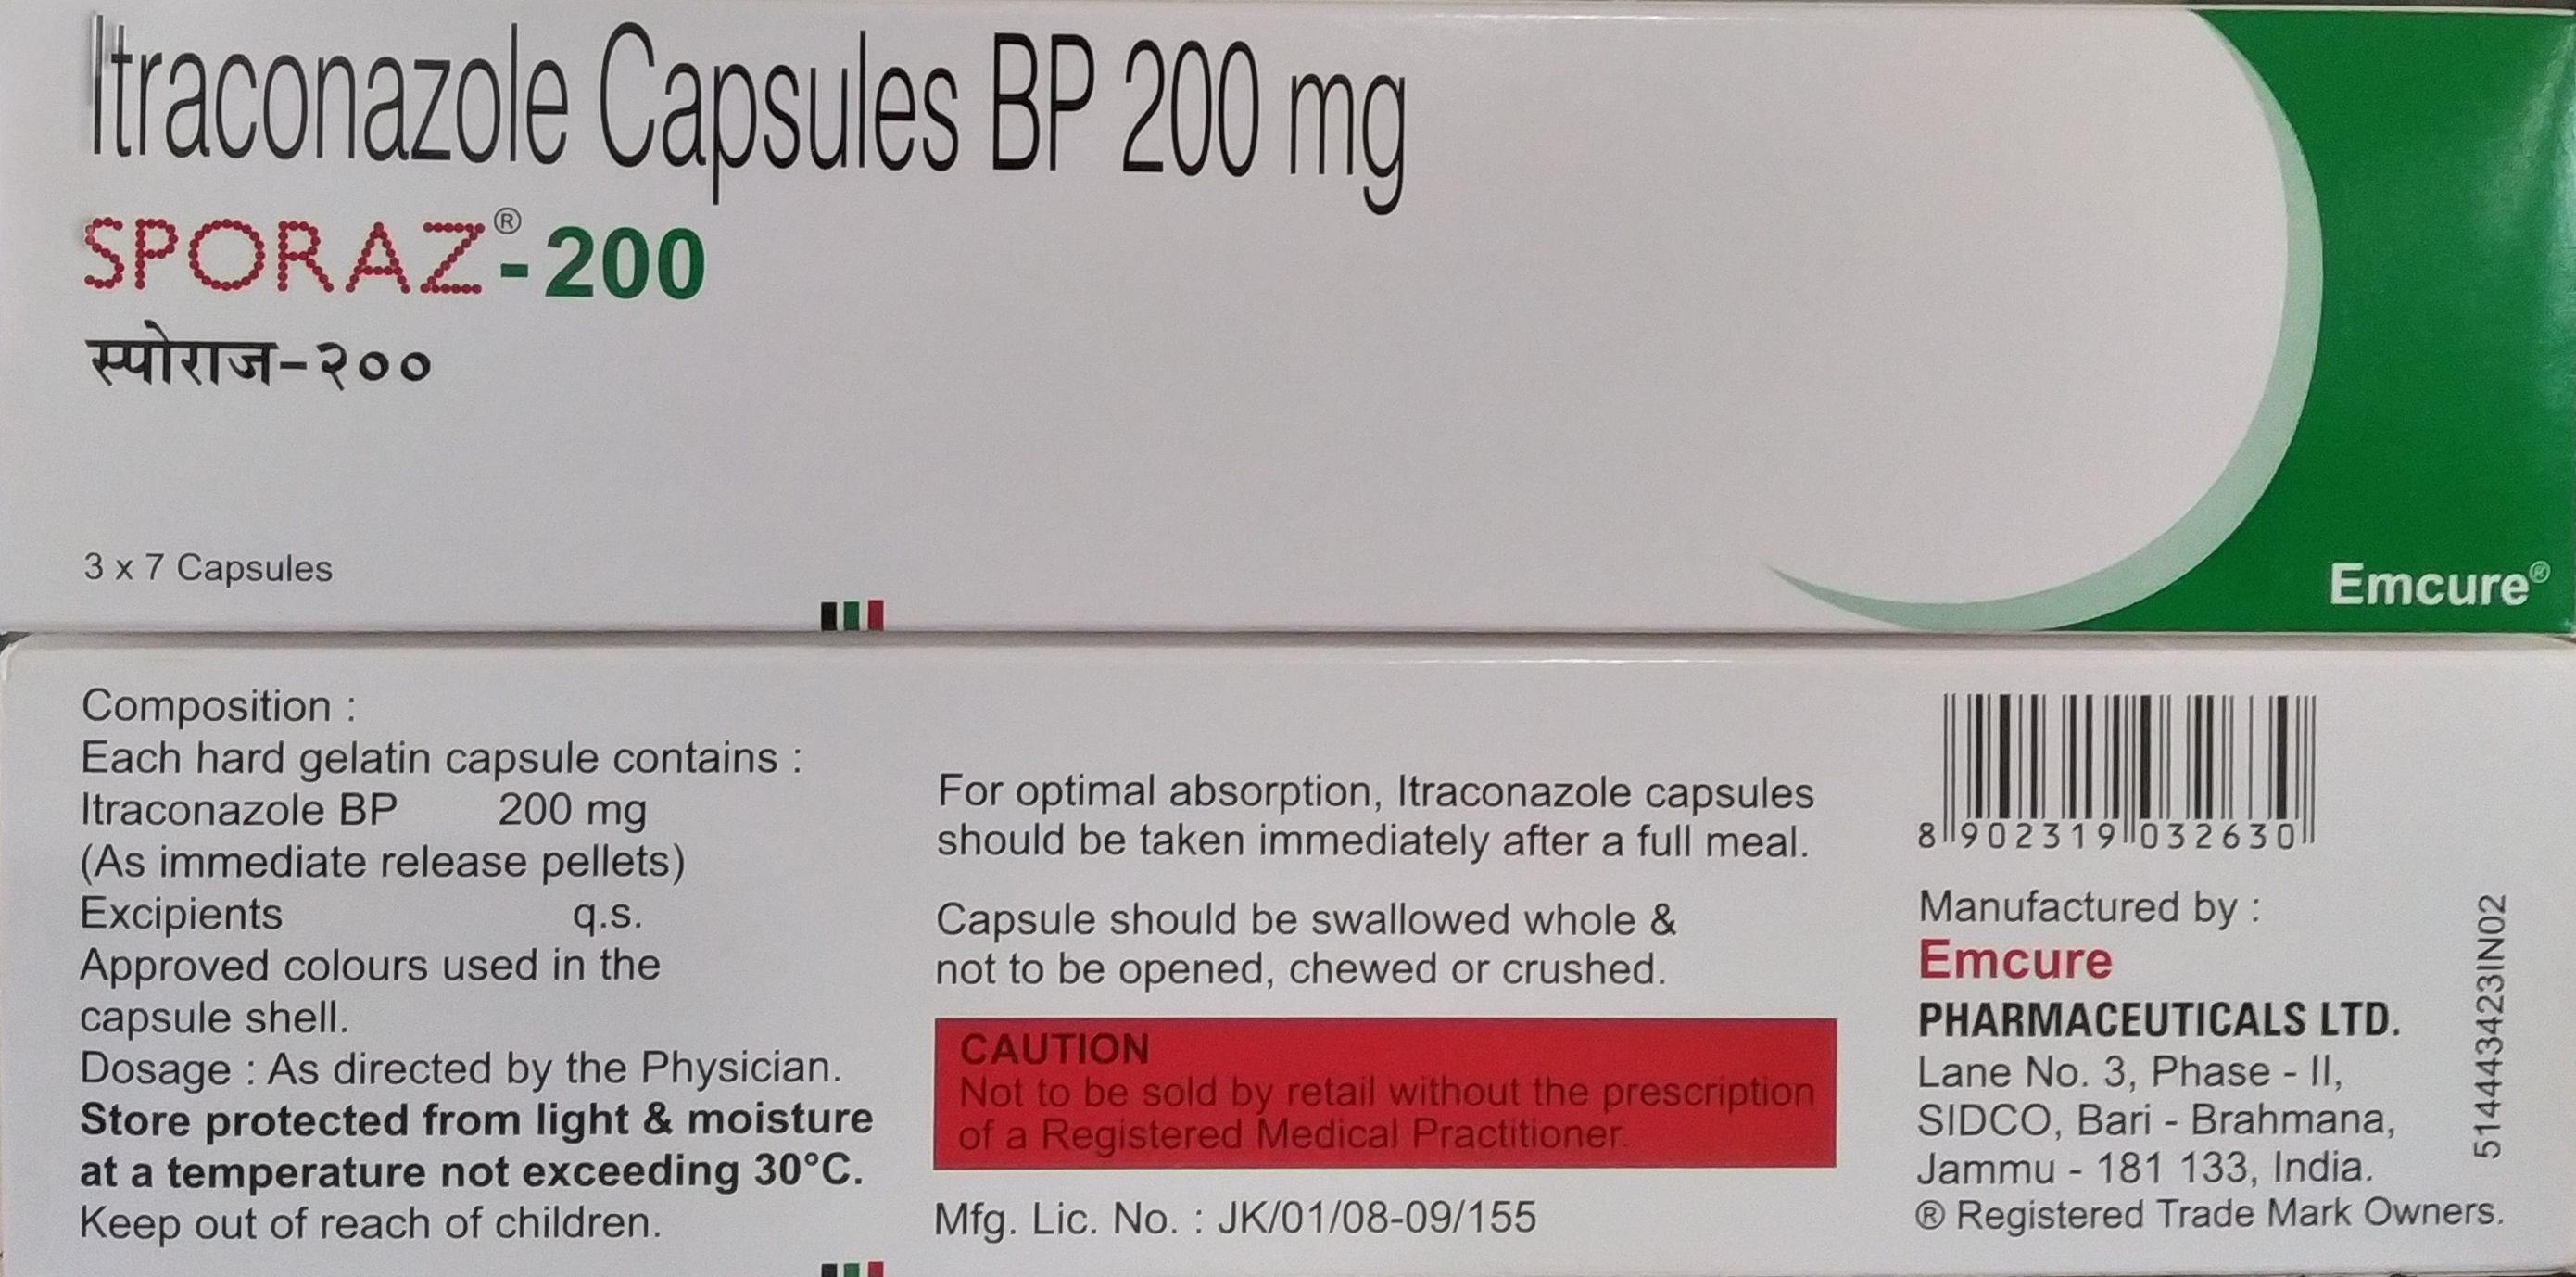 Itraconazole Capsules BP 200 mg
SPORAZ®-200
स्पोराज-२००
3 x 7 Capsules
Emcure®
Composition :
Each hard gelatin capsule contains :
Itraconazole BP 200 mg
(As immediate release pellets)
Excipients q.s.
Approved colours used in the
capsule shell.
Dosage : As directed by the Physician.
Store protected from light & moisture
at a temperature not exceeding 30°C.
Keep out of reach of children.
For optimal absorption, Itraconazole capsules
should be taken immediately after a full meal.
Capsule should be swallowed whole &
not to be opened, chewed or crushed.
CAUTION
Not to be sold by retail without the prescription
of a Registered Medical Practitioner.
Mfg. Lic. No. : JK/01/08-09/155
8 902319 032630
Manufactured by :
Emcure
PHARMACEUTICALS LTD.
Lane No. 3, Phase - II,
SIDCO, Bari - Brahmana,
Jammu - 181 133, India.
® Registered Trade Mark Owners.
514443423IN02